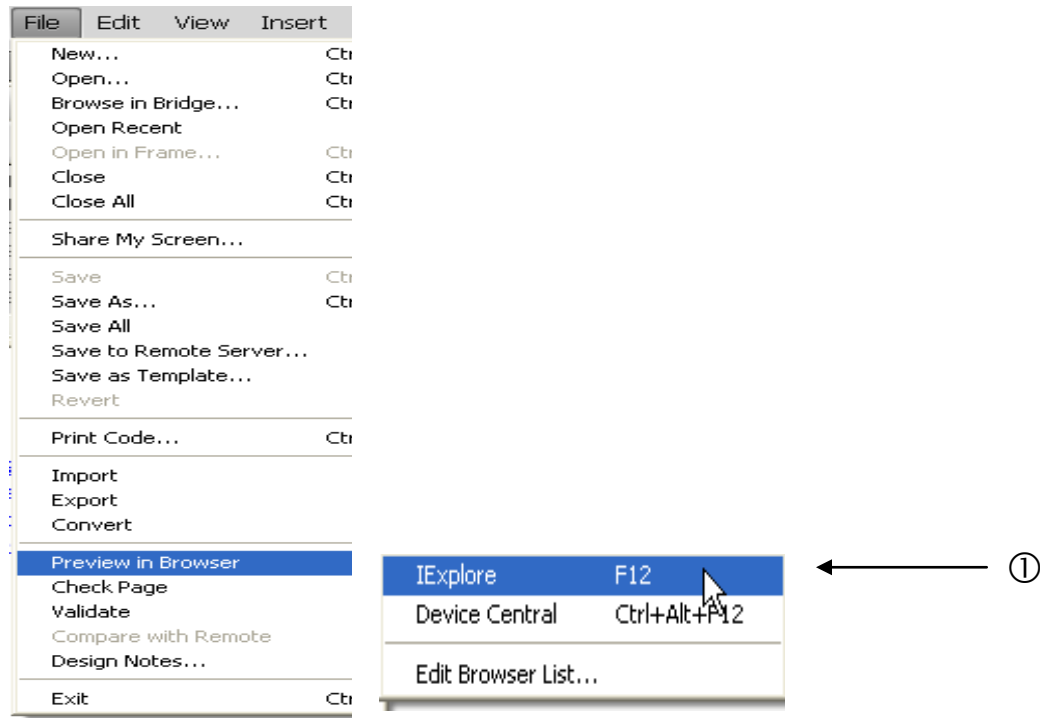 File Edit View Insert
New... Ctr
Open... Ctr
Browse in Bridge... Ctr
Open Recent
Open in Frame... Ctr
Close Ctr
Close All Ctr
Share My Screen...
Save Ctr
Save As... Ctr
Save All
Save to Remote Server...
Save as Template...
Revert
Print Code... Ctr
Import
Export
Convert
Preview in Browser
Check Page
Validate
Compare with Remote
Design Notes...
Exit Ctr
IExplore F12
Device Central Ctrl+Alt+F12
Edit Browser List...
①